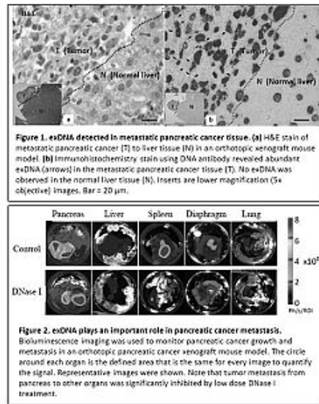 H&E
T (Tumor)
N (Normal liver)
a
T (Tumor)
N (Normal liver)
b
Figure 1. exDNA detected in metastatic pancreatic cancer tissue. (a) H&E stain of
metastatic pancreatic cancer (T) to liver tissue (N) in an orthotopic xenograft mouse
model. (b) Immunohistochemistry stain using DNA antibody revealed abundant
exDNA (arrows) in the metastatic pancreatic cancer tissue (T). No exDNA was
observed in the normal liver tissue (N). Inserts are lower magnification (5x
objective) images. Bar = 20 μm.
Pancreas Liver Spleen Diaphragm Lung
Control
DNase I
8
6
4
2
0
Figure 2. exDNA plays an important role in pancreatic cancer metastasis.
Bioluminescence imaging was used to monitor pancreatic cancer growth and
metastasis in an orthotopic pancreatic cancer xenograft mouse model. The circle
around each organ is the defined area that is the same for every image to quantify
the signal. Representative images were shown. Note that tumor metastasis from
pancreas to other organs was significantly inhibited by low dose DNase I
treatment.